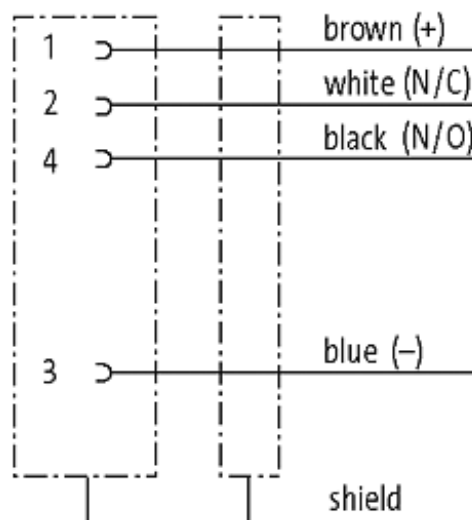 1 brown (+)
2 white (N/C)
4 black (N/O)
3 blue (–)
shield